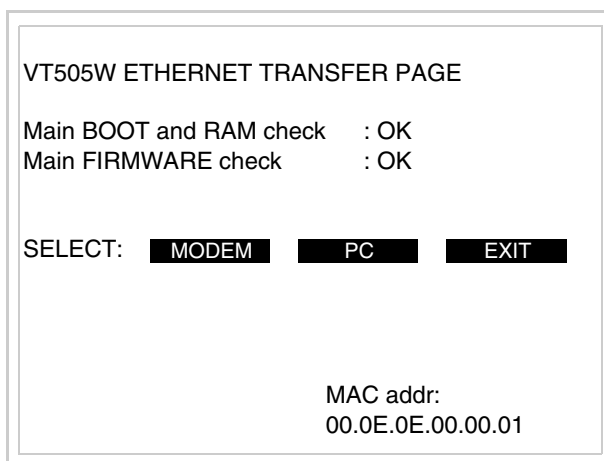 VT505W ETHERNET TRANSFER PAGE
Main BOOT and RAM check : OK
Main FIRMWARE check : OK
SELECT: MODEM PC EXIT
MAC addr:
00.0E.0E.00.00.01